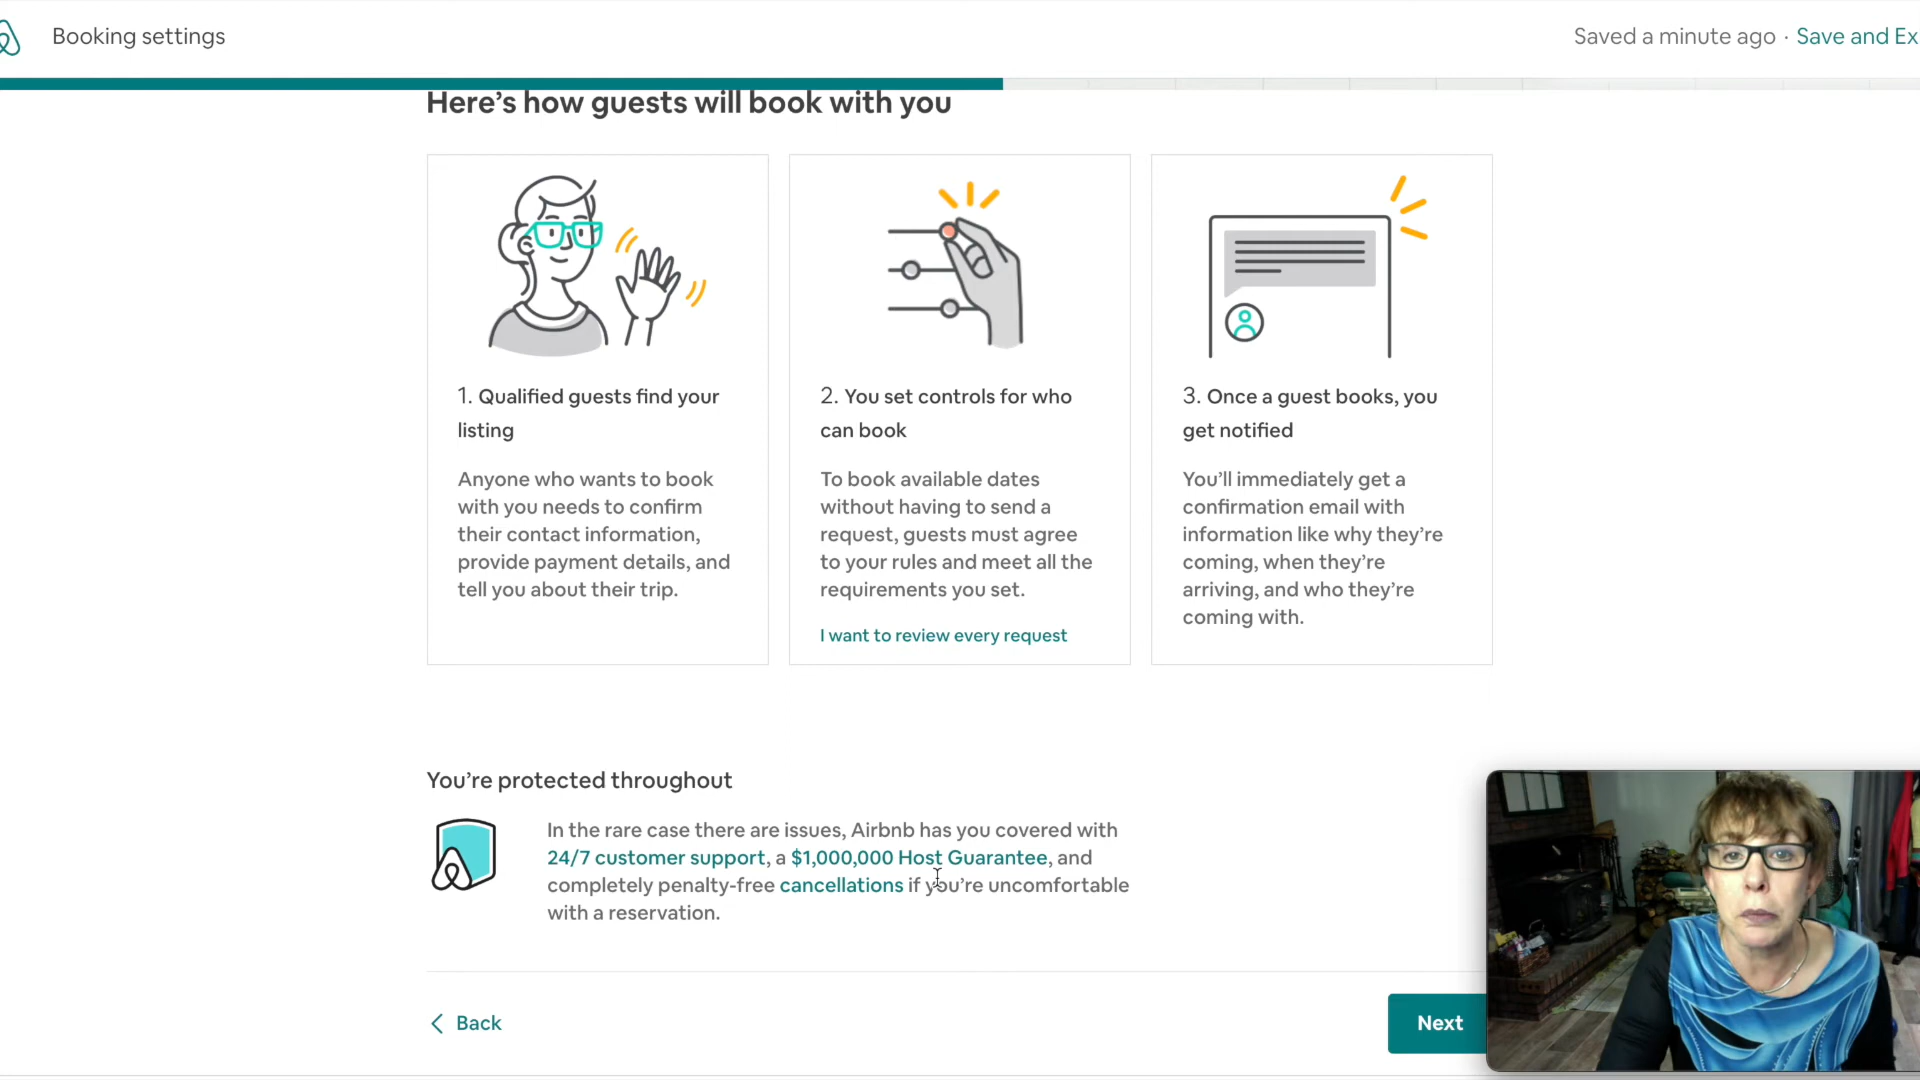 Booking settings
Saved a minute ago · Save and Ex
Here’s how guests will book with you
1. Qualified guests find your
listing
Anyone who wants to book
with you needs to confirm
their contact information,
provide payment details, and
tell you about their trip.
2. You set controls for who
can book
To book available dates
without having to send a
request, guests must agree
to your rules and meet all the
requirements you set.
I want to review every request
3. Once a guest books, you
get notified
You’ll immediately get a
confirmation email with
information like why they’re
coming, when they’re
arriving, and who they’re
coming with.
You’re protected throughout
In the rare case there are issues, Airbnb has you covered with
24/7 customer support, a $1,000,000 Host Guarantee, and
completely penalty-free cancellations if you’re uncomfortable
with a reservation.
Back
Next